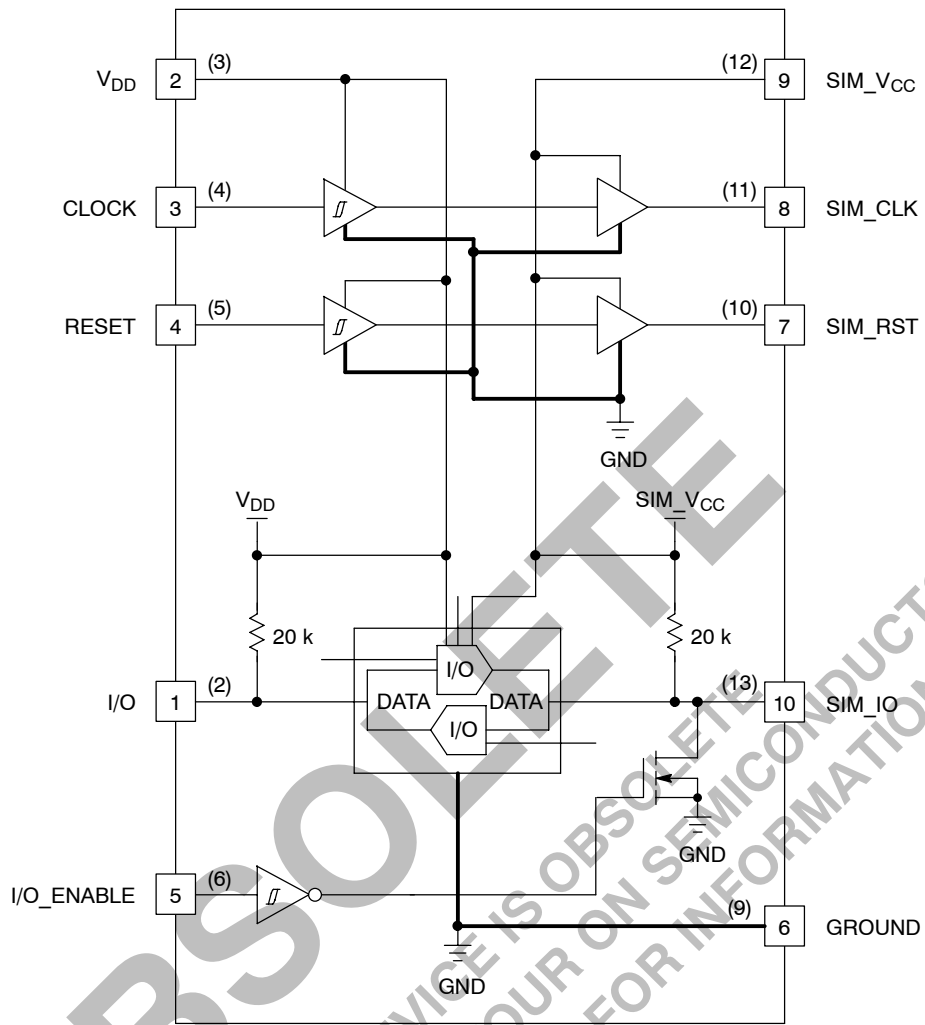 VDD 2 (3) (12) 9 SIM_VCC
CLOCK 3 (4) (11) 8 SIM_CLK
RESET 4 (5) (10) 7 SIM_RST
GND
VDD SIM_VCC
20 k 20 k
I/O
I/O 1 (2) DATA DATA (13) 10 SIM_IO
I/O
GND
I/O_ENABLE 5 (6)
(9) 6 GROUND
GND
OBSOLETE
DEVICE IS OBSOLETE
YOUR ON SEMICONDUCTO
FOR INFORMATION